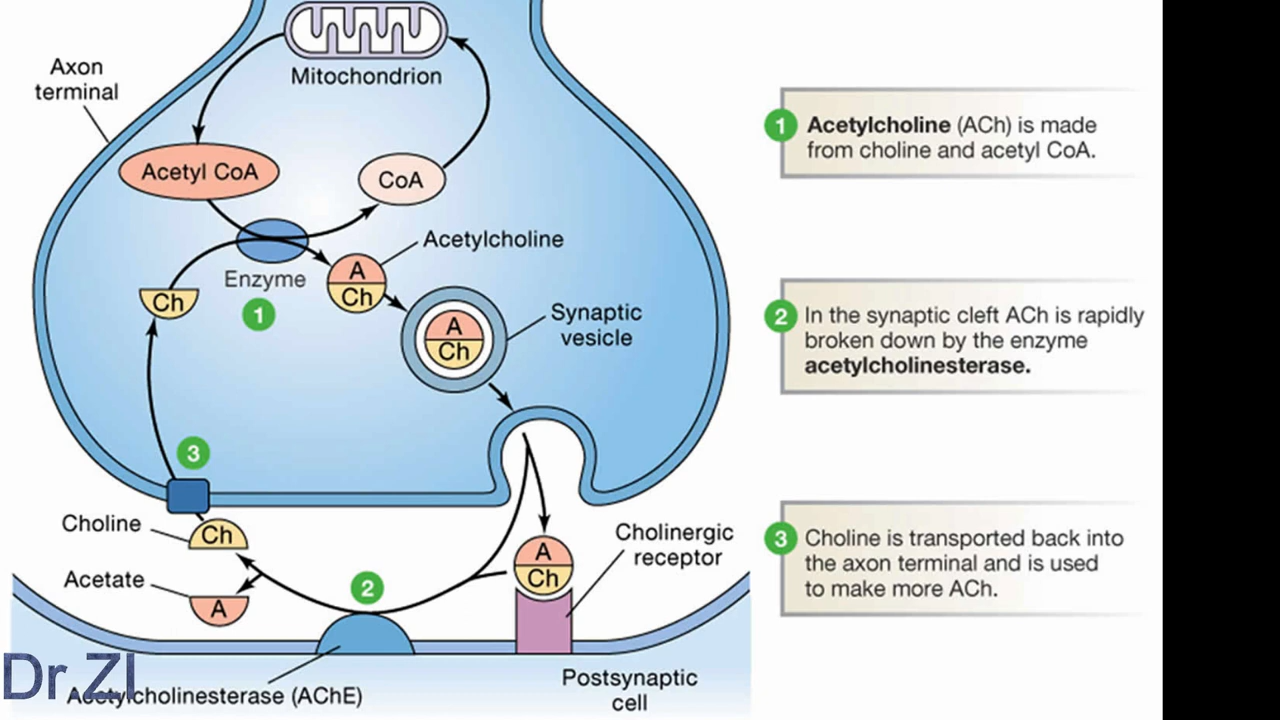 Mitochondrion
Axon
terminal
Acetyl CoA
CoA
Acetylcholine
Enzyme
1
A
Ch
Ch
Synaptic
vesicle
A
Ch
3
Choline
Ch
Acetate
A
2
A
Ch
Cholinergic
receptor
Acetylcholinesterase (AChE)
Postsynaptic
cell
Dr.ZI
1 Acetylcholine (ACh) is made
from choline and acetyl CoA.
2 In the synaptic cleft ACh is rapidly
broken down by the enzyme
acetylcholinesterase.
3 Choline is transported back into
the axon terminal and is used
to make more ACh.